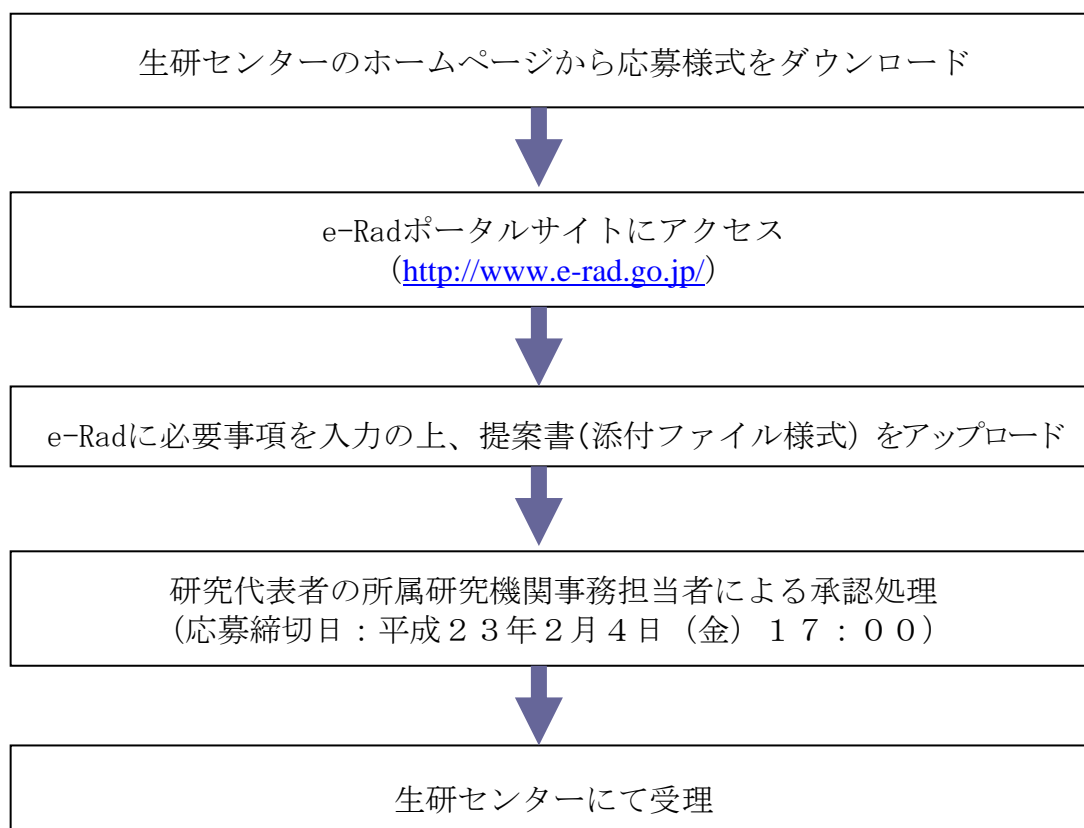 生研センターのホームページから応募様式をダウンロード
e-Radポータルサイトにアクセス
(http://www.e-rad.go.jp/)
e-Radに必要事項を入力の上、提案書(添付ファイル様式) をアップロード
研究代表者の所属研究機関事務担当者による承認処理
(応募締切日：平成２３年２月４日（金）１７：００)
生研センターにて受理